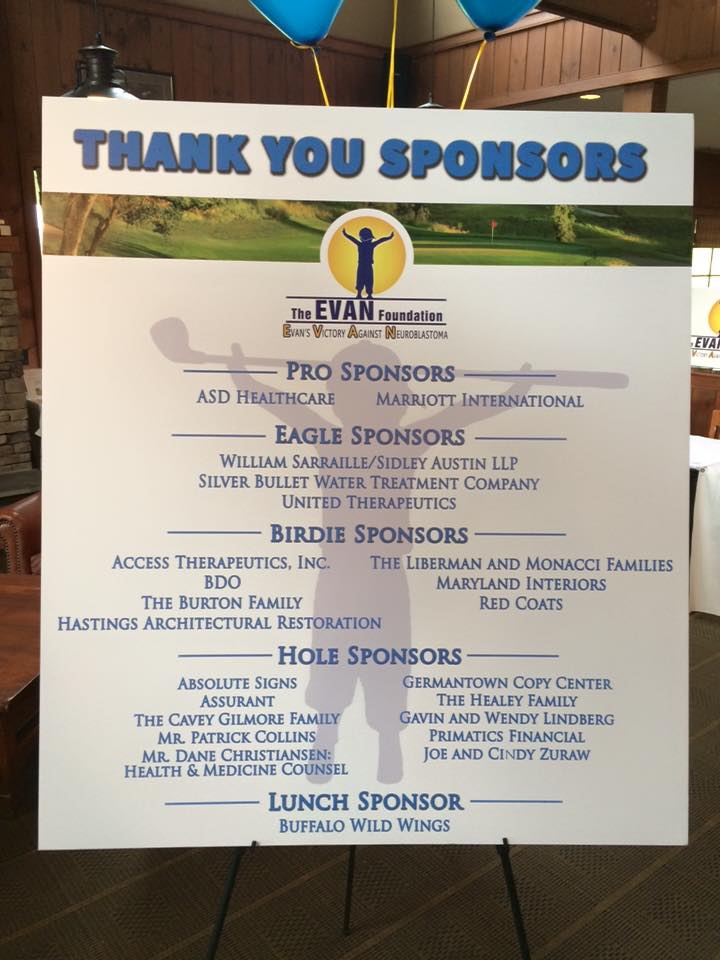 THANK YOU SPONSORS
The EVAN Foundation
EVAN'S VICTORY AGAINST NEUROBLASTOMA
PRO SPONSORS
ASD HEALTHCARE MARRIOTT INTERNATIONAL
EAGLE SPONSORS
WILLIAM SARRAILLE/SIDLEY AUSTIN LLP
SILVER BULLET WATER TREATMENT COMPANY
UNITED THERAPEUTICS
BIRDIE SPONSORS
ACCESS THERAPEUTICS, INC.
BDO
THE BURTON FAMILY
HASTINGS ARCHITECTURAL RESTORATION
THE LIBERMAN AND MONACCI FAMILIES
MARYLAND INTERIORS
RED COATS
HOLE SPONSORS
ABSOLUTE SIGNS
ASSURANT
THE CAVEY GILMORE FAMILY
MR. PATRICK COLLINS
MR. DANE CHRISTIANSEN:
HEALTH & MEDICINE COUNSEL
GERMANTOWN COPY CENTER
THE HEALEY FAMILY
GAVIN AND WENDY LINDBERG
PRIMATICS FINANCIAL
JOE AND CINDY ZURAW
LUNCH SPONSOR
BUFFALO WILD WINGS